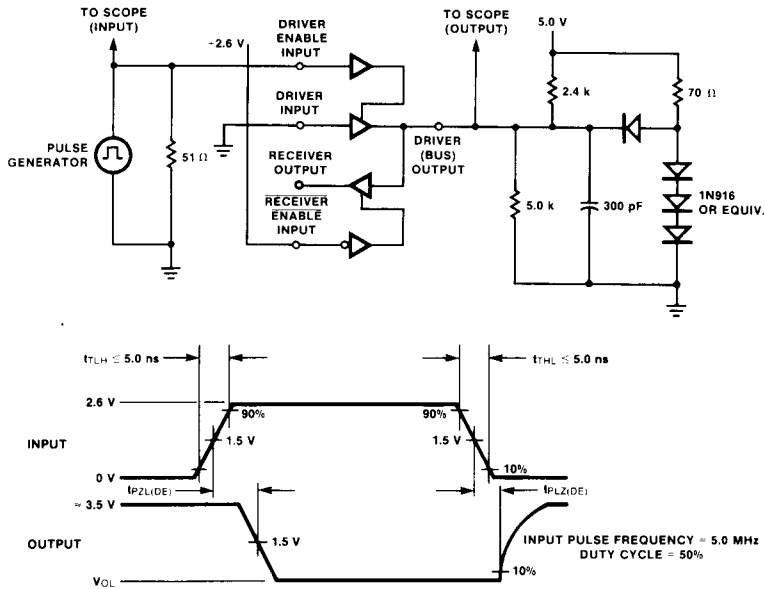 TO SCOPE
(INPUT)
DRIVER
ENABLE
INPUT
-2.6 V
TO SCOPE
(OUTPUT)
5.0 V
2.4 k
70 Ω
DRIVER
INPUT
PULSE
GENERATOR
51 Ω
RECEIVER
OUTPUT
DRIVER
(BUS)
OUTPUT
RECEIVER
ENABLE
INPUT
5.0 k
300 pF
1N916
OR EQUIV.
tTLH ≤ 5.0 ns
tTHL ≤ 5.0 ns
2.6 V
90%
90%
INPUT
1.5 V
1.5 V
0 V
10%
tPZL(DE)
tPLZ(DE)
≈ 3.5 V
OUTPUT
1.5 V
INPUT PULSE FREQUENCY = 5.0 MHz
DUTY CYCLE = 50%
10%
VOL